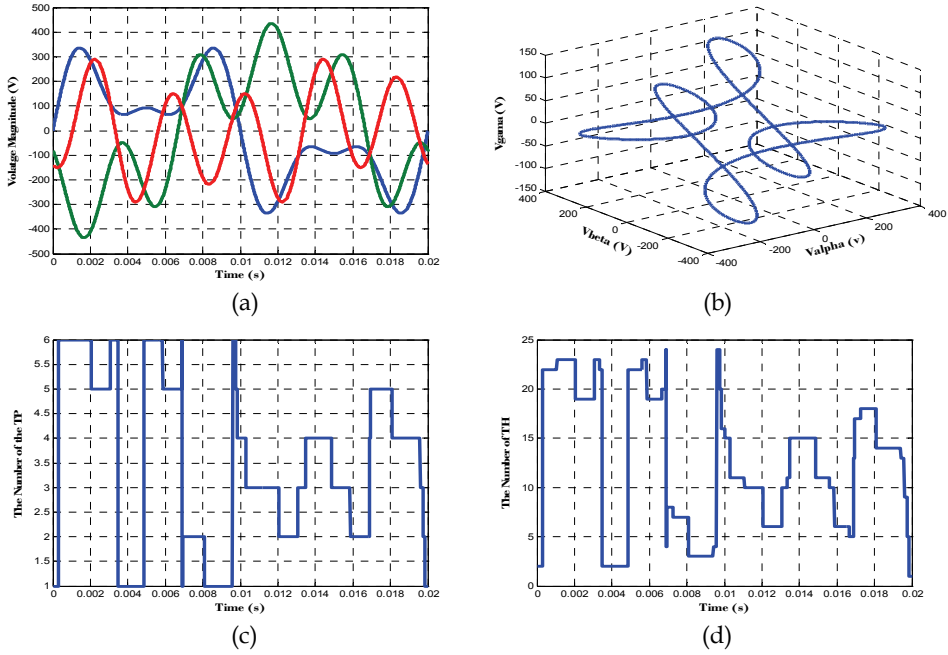 500
400
300
200
100
0
-100
-200
-300
-400
-500
Volatge Magnitude (V)
0 0.002 0.004 0.006 0.008 0.01 0.012 0.014 0.016 0.018 0.02
Time (s)
(a)
150
100
50
0
-50
-100
-150
Vgama (V)
400
200
0
-200
-400
Vbeta (V)
-400
-200
0
200
400
Valpha (v)
(b)
6
5.5
5
4.5
4
3.5
3
2.5
2
1.5
1
The Number of the TP
0 0.002 0.004 0.006 0.008 0.01 0.012 0.014 0.016 0.018 0.02
Time (s)
(c)
25
20
15
10
5
0
The Number of TH
0 0.002 0.004 0.006 0.008 0.01 0.012 0.014 0.016 0.018 0.02
Time (s)
(d)